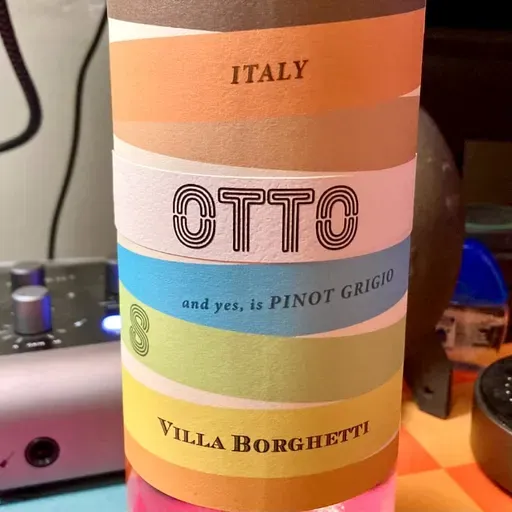 ITALY
OTTO
and yes, is PINOT GRIGIO
8
VILLA BORGHETTI